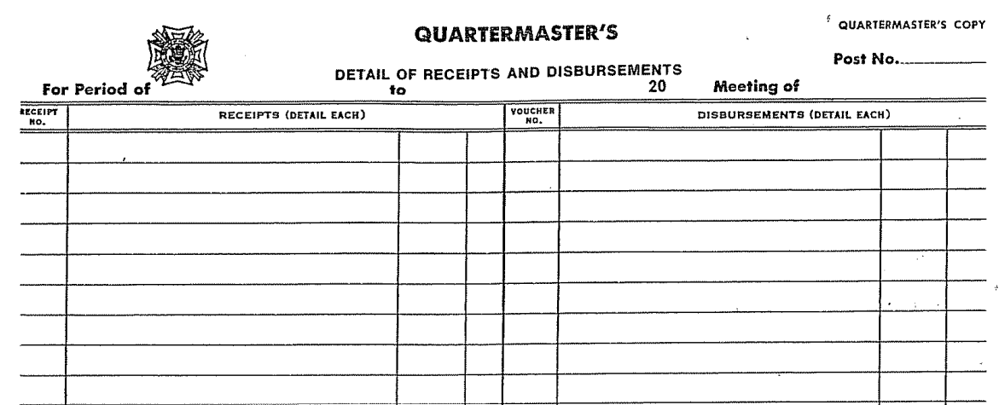 QUARTERMASTER'S COPY
QUARTERMASTER'S
Post No.
DETAIL OF RECEIPTS AND DISBURSEMENTS
For Period of to 20 Meeting of
RECEIPT NO. RECEIPTS (DETAIL EACH) VOUCHER NO. DISBURSEMENTS (DETAIL EACH)